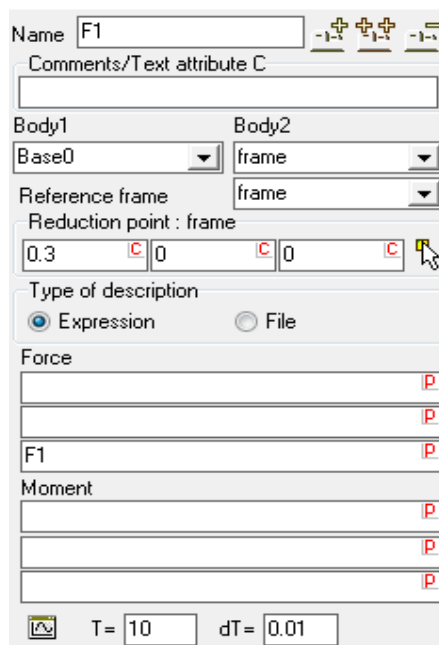 Name F1
Comments/Text attribute C
Body1 Body2
Base0 frame
Reference frame frame
Reduction point : frame
0.3 C 0 C 0 C
Type of description
Expression File
Force
P
P
F1 P
Moment
P
P
P
T= 10 dT= 0.01